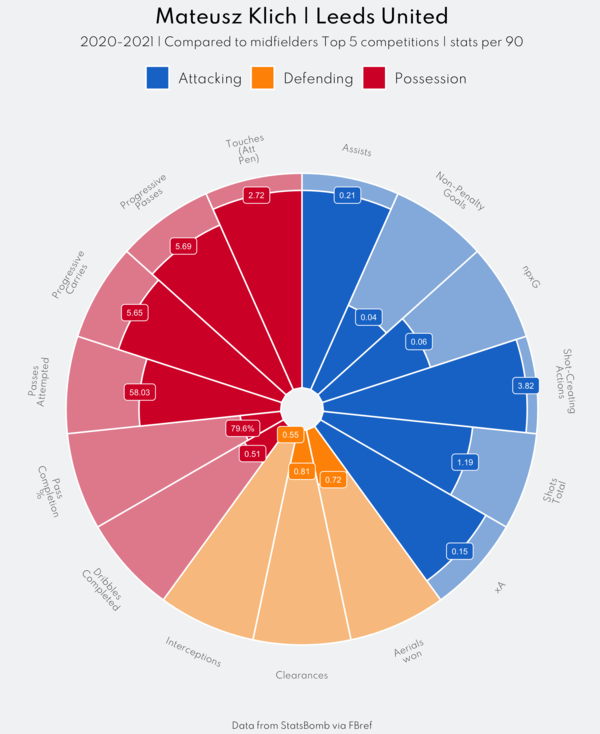 Mateusz Klich | Leeds United
2020-2021 | Compared to midfielders Top 5 competitions | stats per 90
Attacking Defending Possession
Touches
(Att
Pen)
Assists
Non-Penalty
Goals
npxG
Shot-Creating
Actions
Shots
Total
xA
Aerials
won
Clearances
Interceptions
Dribbles
Completed
Pass
Completion
%
Passes
Attempted
Progressive
Carries
Progressive
Passes
2.72
0.21
0.04
0.06
3.82
1.19
0.15
0.72
0.81
0.55
0.51
79.6%
58.03
5.65
5.69
Data from StatsBomb via FBref